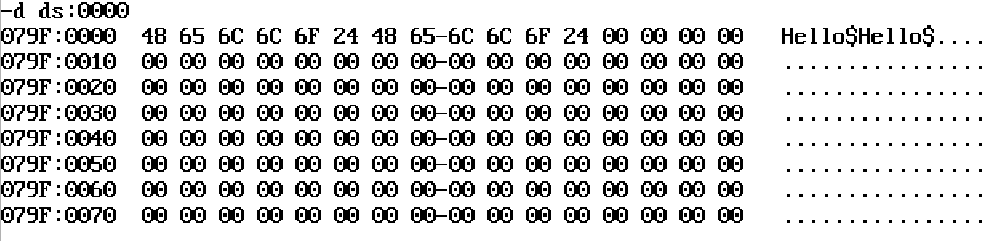 -d ds:0000
079F:0000  48 65 6C 6C 6F 24 48 65-6C 6C 6F 24 00 00 00 00   Hello$Hello$....
079F:0010  00 00 00 00 00 00 00 00-00 00 00 00 00 00 00 00   ................
079F:0020  00 00 00 00 00 00 00 00-00 00 00 00 00 00 00 00   ................
079F:0030  00 00 00 00 00 00 00 00-00 00 00 00 00 00 00 00   ................
079F:0040  00 00 00 00 00 00 00 00-00 00 00 00 00 00 00 00   ................
079F:0050  00 00 00 00 00 00 00 00-00 00 00 00 00 00 00 00   ................
079F:0060  00 00 00 00 00 00 00 00-00 00 00 00 00 00 00 00   ................
079F:0070  00 00 00 00 00 00 00 00-00 00 00 00 00 00 00 00   ................